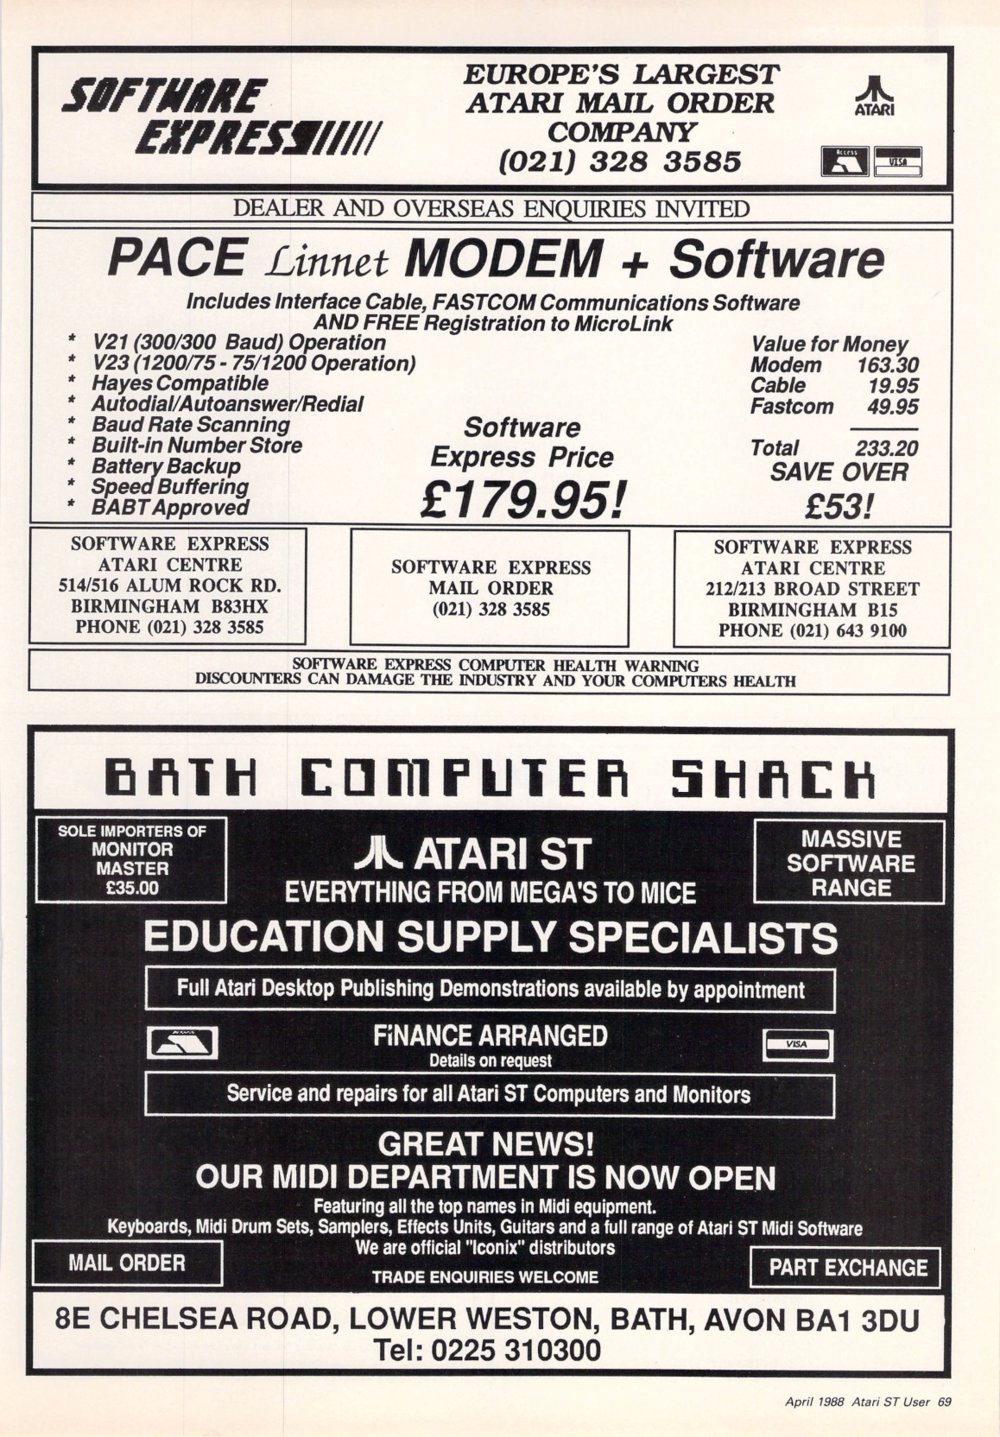 SOFTWARE
EXPRESS
EUROPE'S LARGEST
ATARI MAIL ORDER
COMPANY
(021) 328 3585
ATARI
Access
VISA
DEALER AND OVERSEAS ENQUIRIES INVITED
PACE Linnet MODEM + Software
Includes Interface Cable, FASTCOM Communications Software
AND FREE Registration to MicroLink
* V21 (300/300 Baud) Operation
* V23 (1200/75 - 75/1200 Operation)
* Hayes Compatible
* Autodial/Autoanswer/Redial
* Baud Rate Scanning
* Built-in Number Store
* Battery Backup
* Speed Buffering
* BABT Approved
Software
Express Price
£179.95!
Value for Money
Modem 163.30
Cable 19.95
Fastcom 49.95
Total 233.20
SAVE OVER
£53!
SOFTWARE EXPRESS
ATARI CENTRE
514/516 ALUM ROCK RD.
BIRMINGHAM B83HX
PHONE (021) 328 3585
SOFTWARE EXPRESS
MAIL ORDER
(021) 328 3585
SOFTWARE EXPRESS
ATARI CENTRE
212/213 BROAD STREET
BIRMINGHAM B15
PHONE (021) 643 9100
SOFTWARE EXPRESS COMPUTER HEALTH WARNING
DISCOUNTERS CAN DAMAGE THE INDUSTRY AND YOUR COMPUTERS HEALTH
BATH COMPUTER SHACK
SOLE IMPORTERS OF
MONITOR
MASTER
£35.00
ATARI ST
EVERYTHING FROM MEGA'S TO MICE
MASSIVE
SOFTWARE
RANGE
EDUCATION SUPPLY SPECIALISTS
Full Atari Desktop Publishing Demonstrations available by appointment
FINANCE ARRANGED
Details on request
VISA
Service and repairs for all Atari ST Computers and Monitors
GREAT NEWS!
OUR MIDI DEPARTMENT IS NOW OPEN
Featuring all the top names in Midi equipment.
Keyboards, Midi Drum Sets, Samplers, Effects Units, Guitars and a full range of Atari ST Midi Software
We are official "Iconix" distributors
TRADE ENQUIRIES WELCOME
MAIL ORDER
PART EXCHANGE
8E CHELSEA ROAD, LOWER WESTON, BATH, AVON BA1 3DU
Tel: 0225 310300
April 1988 Atari ST User 69